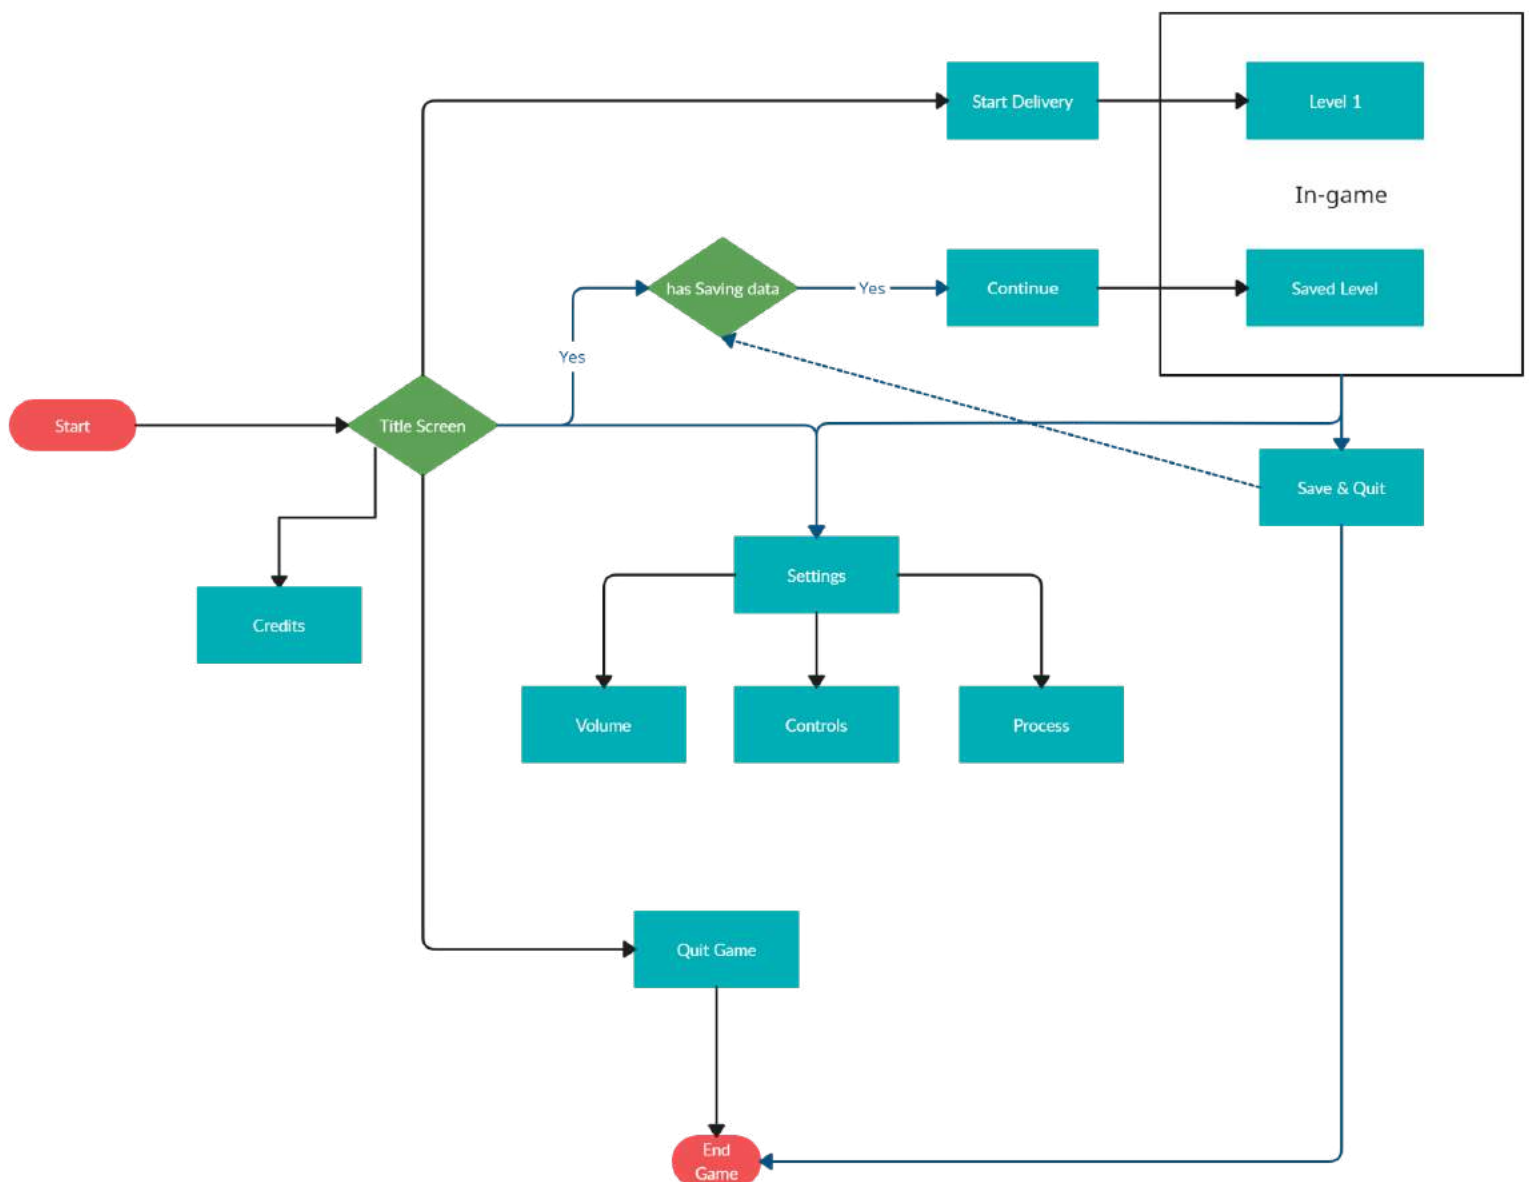 Start Delivery
Level 1
In-game
has Saving data
Yes
Continue
Saved Level
Yes
Start
Title Screen
Save & Quit
Settings
Credits
Volume
Controls
Process
Quit Game
End
Game